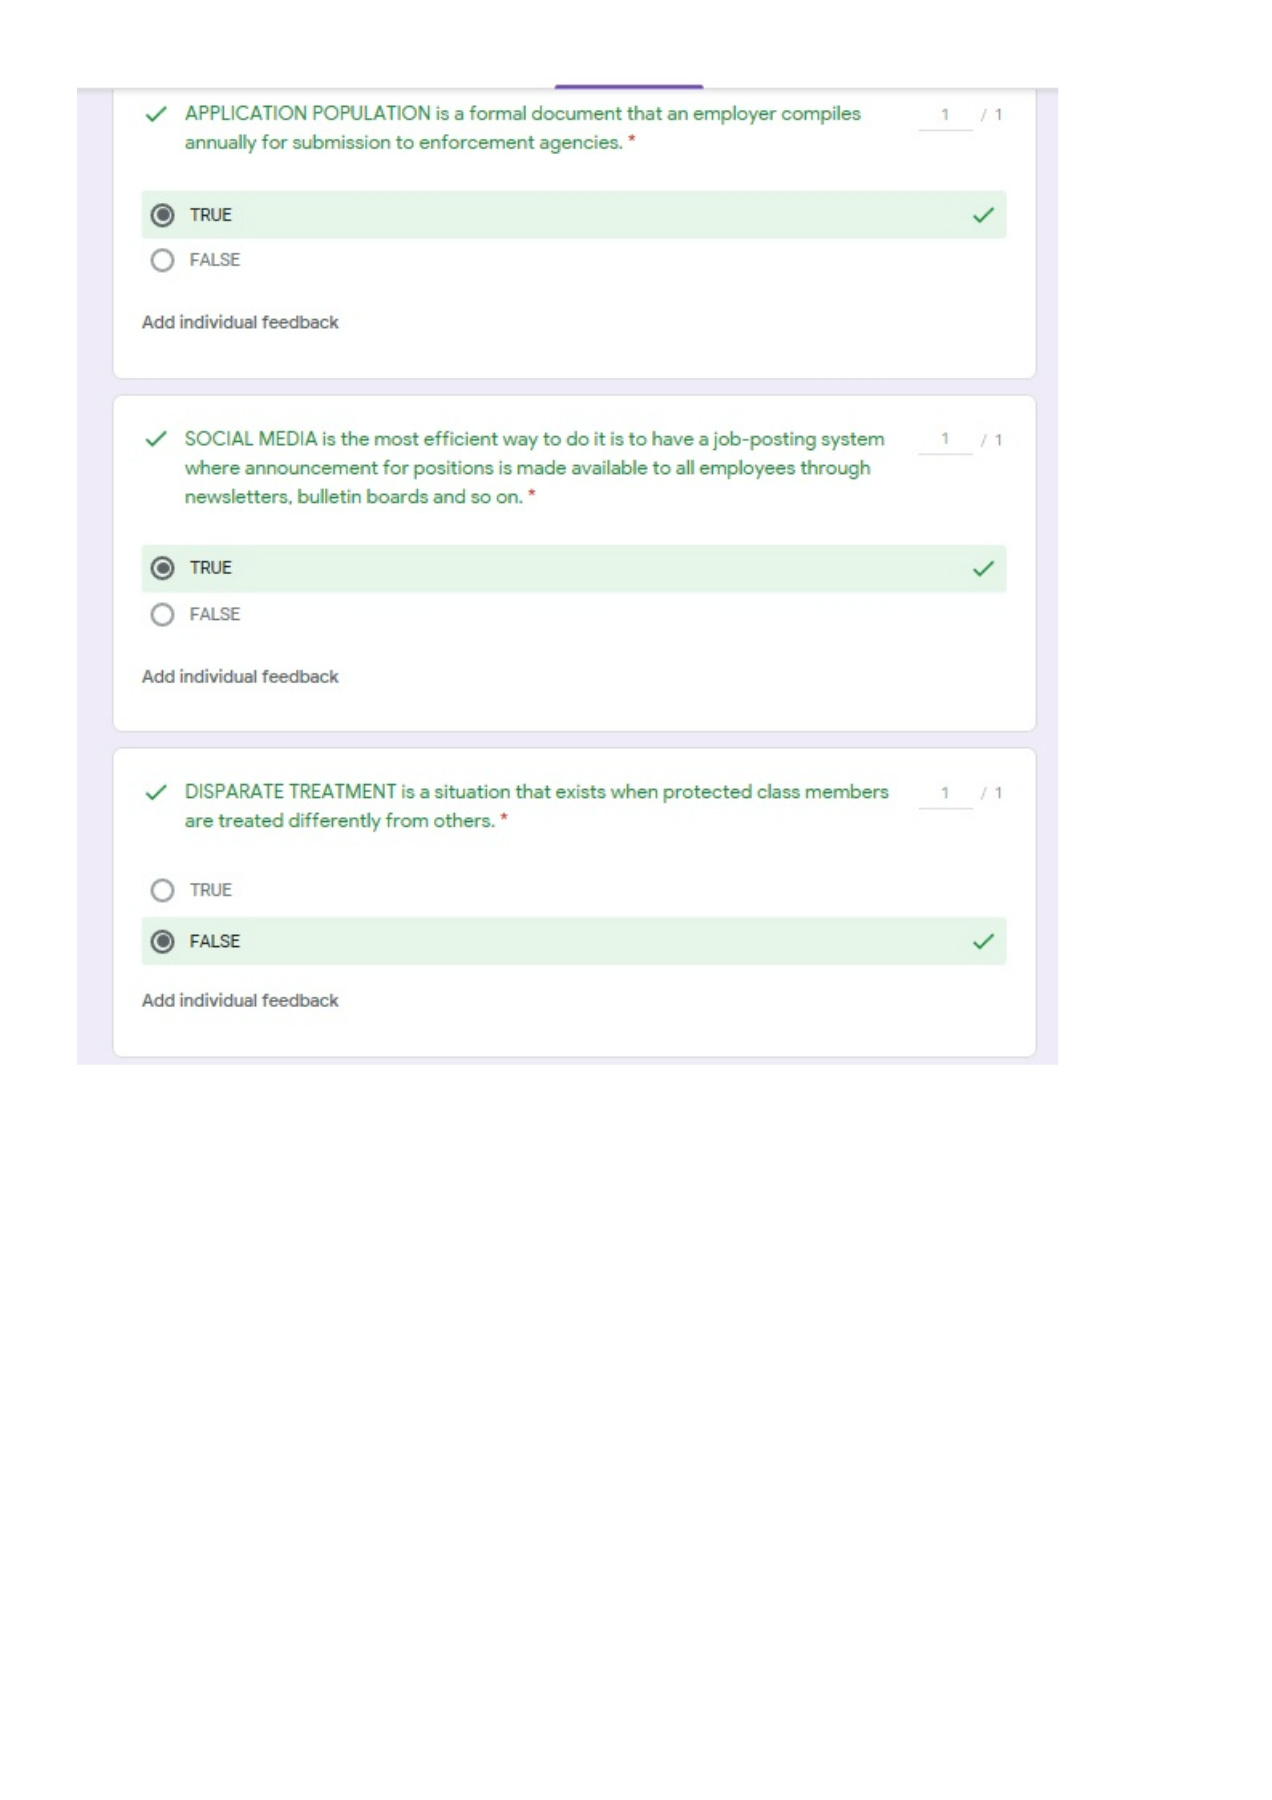 APPLICATION POPULATION is a formal document that an employer compiles
annually for submission to enforcement agencies. *
1 / 1
TRUE
FALSE
Add individual feedback
SOCIAL MEDIA is the most efficient way to do it is to have a job-posting system
where announcement for positions is made available to all employees through
newsletters, bulletin boards and so on. *
1 / 1
TRUE
FALSE
Add individual feedback
DISPARATE TREATMENT is a situation that exists when protected class members
are treated differently from others. *
1 / 1
TRUE
FALSE
Add individual feedback